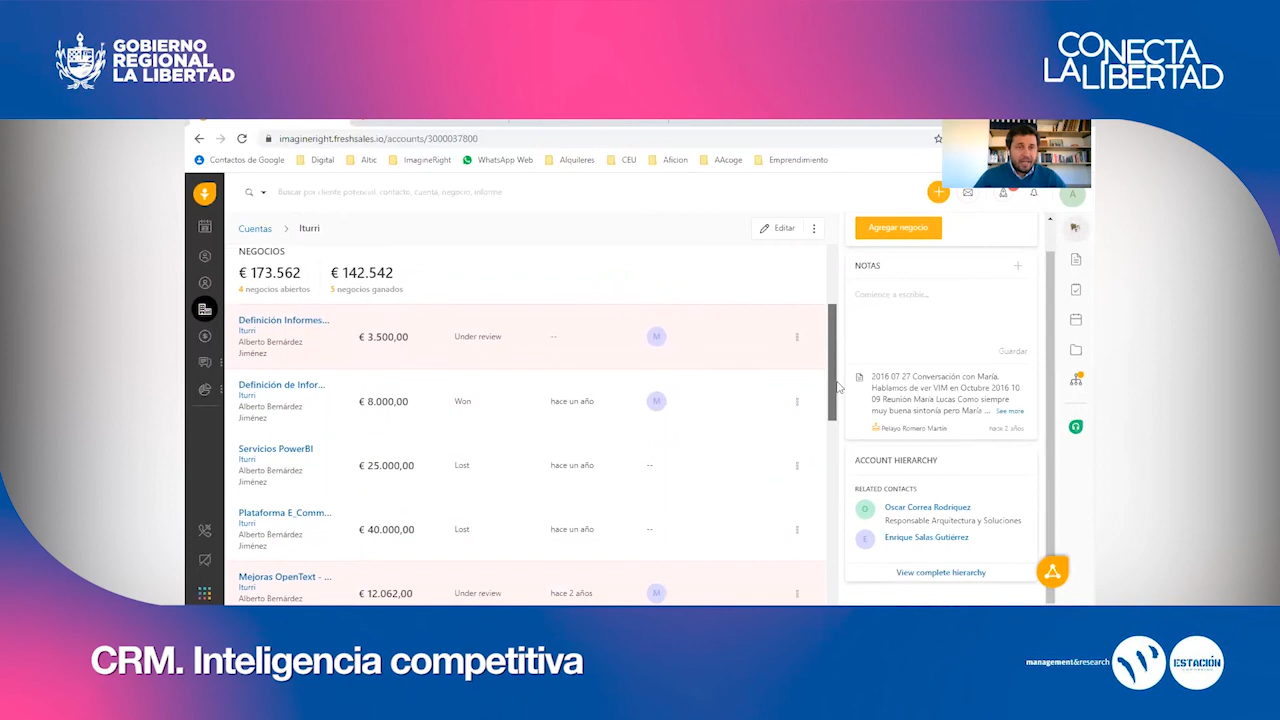 GOBIERNO
REGIONAL
LA LIBERTAD
CONECTA
LA LIBERTAD
imagineright.freshsales.io/accounts/3000037800
Contactos de Google
Digital
Altic
ImagineRight
WhatsApp Web
Alquileres
CEU
Aficion
AAcoge
Emprendimiento
Buscar por cliente potencial, contacto, cuenta, negocio, informe
A
Cuentas > Iturri
Editar
Agregar negocio
NEGOCIOS
€ 173.562
€ 142.542
4 negocios abiertos
5 negocios ganados
Definición Informes...
Iturri
Alberto Bernárdez
Jiménez
€ 3.500,00
Under review
--
M
Definición de Infor...
Iturri
Alberto Bernárdez
Jiménez
€ 8.000,00
Won
hace un año
M
Servicios PowerBI
Iturri
Alberto Bernárdez
Jiménez
€ 25.000,00
Lost
hace un año
--
Plataforma E_Comm...
Iturri
Alberto Bernárdez
Jiménez
€ 40.000,00
Lost
hace un año
--
Mejoras OpenText - ...
Iturri
Alberto Bernárdez
€ 12.062,00
Under review
hace 2 años
M
NOTAS
Comience a escribir...
Guardar
2016 07 27 Conversación con María.
Hablamos de ver VIM en Octubre 2016 10
09 Reunión María Lucas Como siempre
muy buena sintonía pero María ... See more
Pelayo Romero Martín
hace 2 años
ACCOUNT HIERARCHY
RELATED CONTACTS
O
Oscar Correa Rodríguez
Responsable Arquitectura y Soluciones
E
Enrique Salas Gutiérrez
View complete hierarchy
CRM. Inteligencia competitiva
management&research
ESTACIÓN